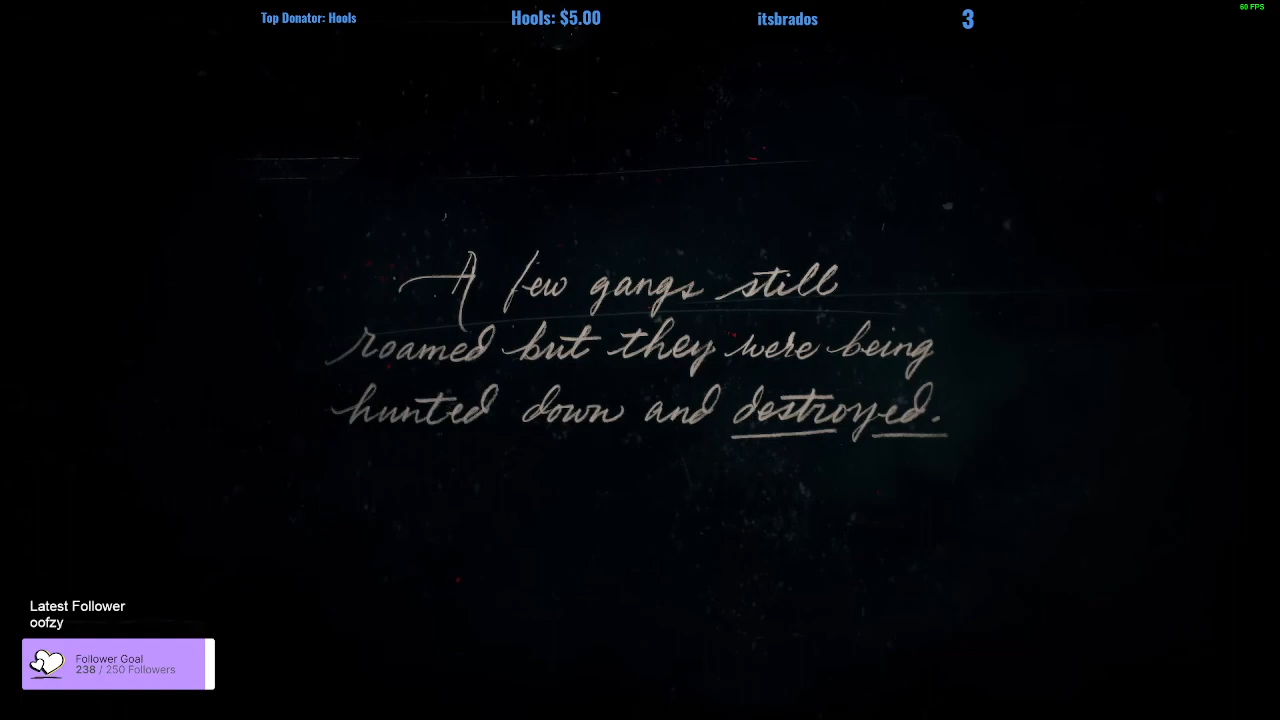 Top Donator: Hools
Hools: $5.00
itsbrados
3
60 FPS
A few gangs still
roamed but they were being
hunted down and destroyed.
Latest Follower
oofzy
Follower Goal
238 / 250 Followers